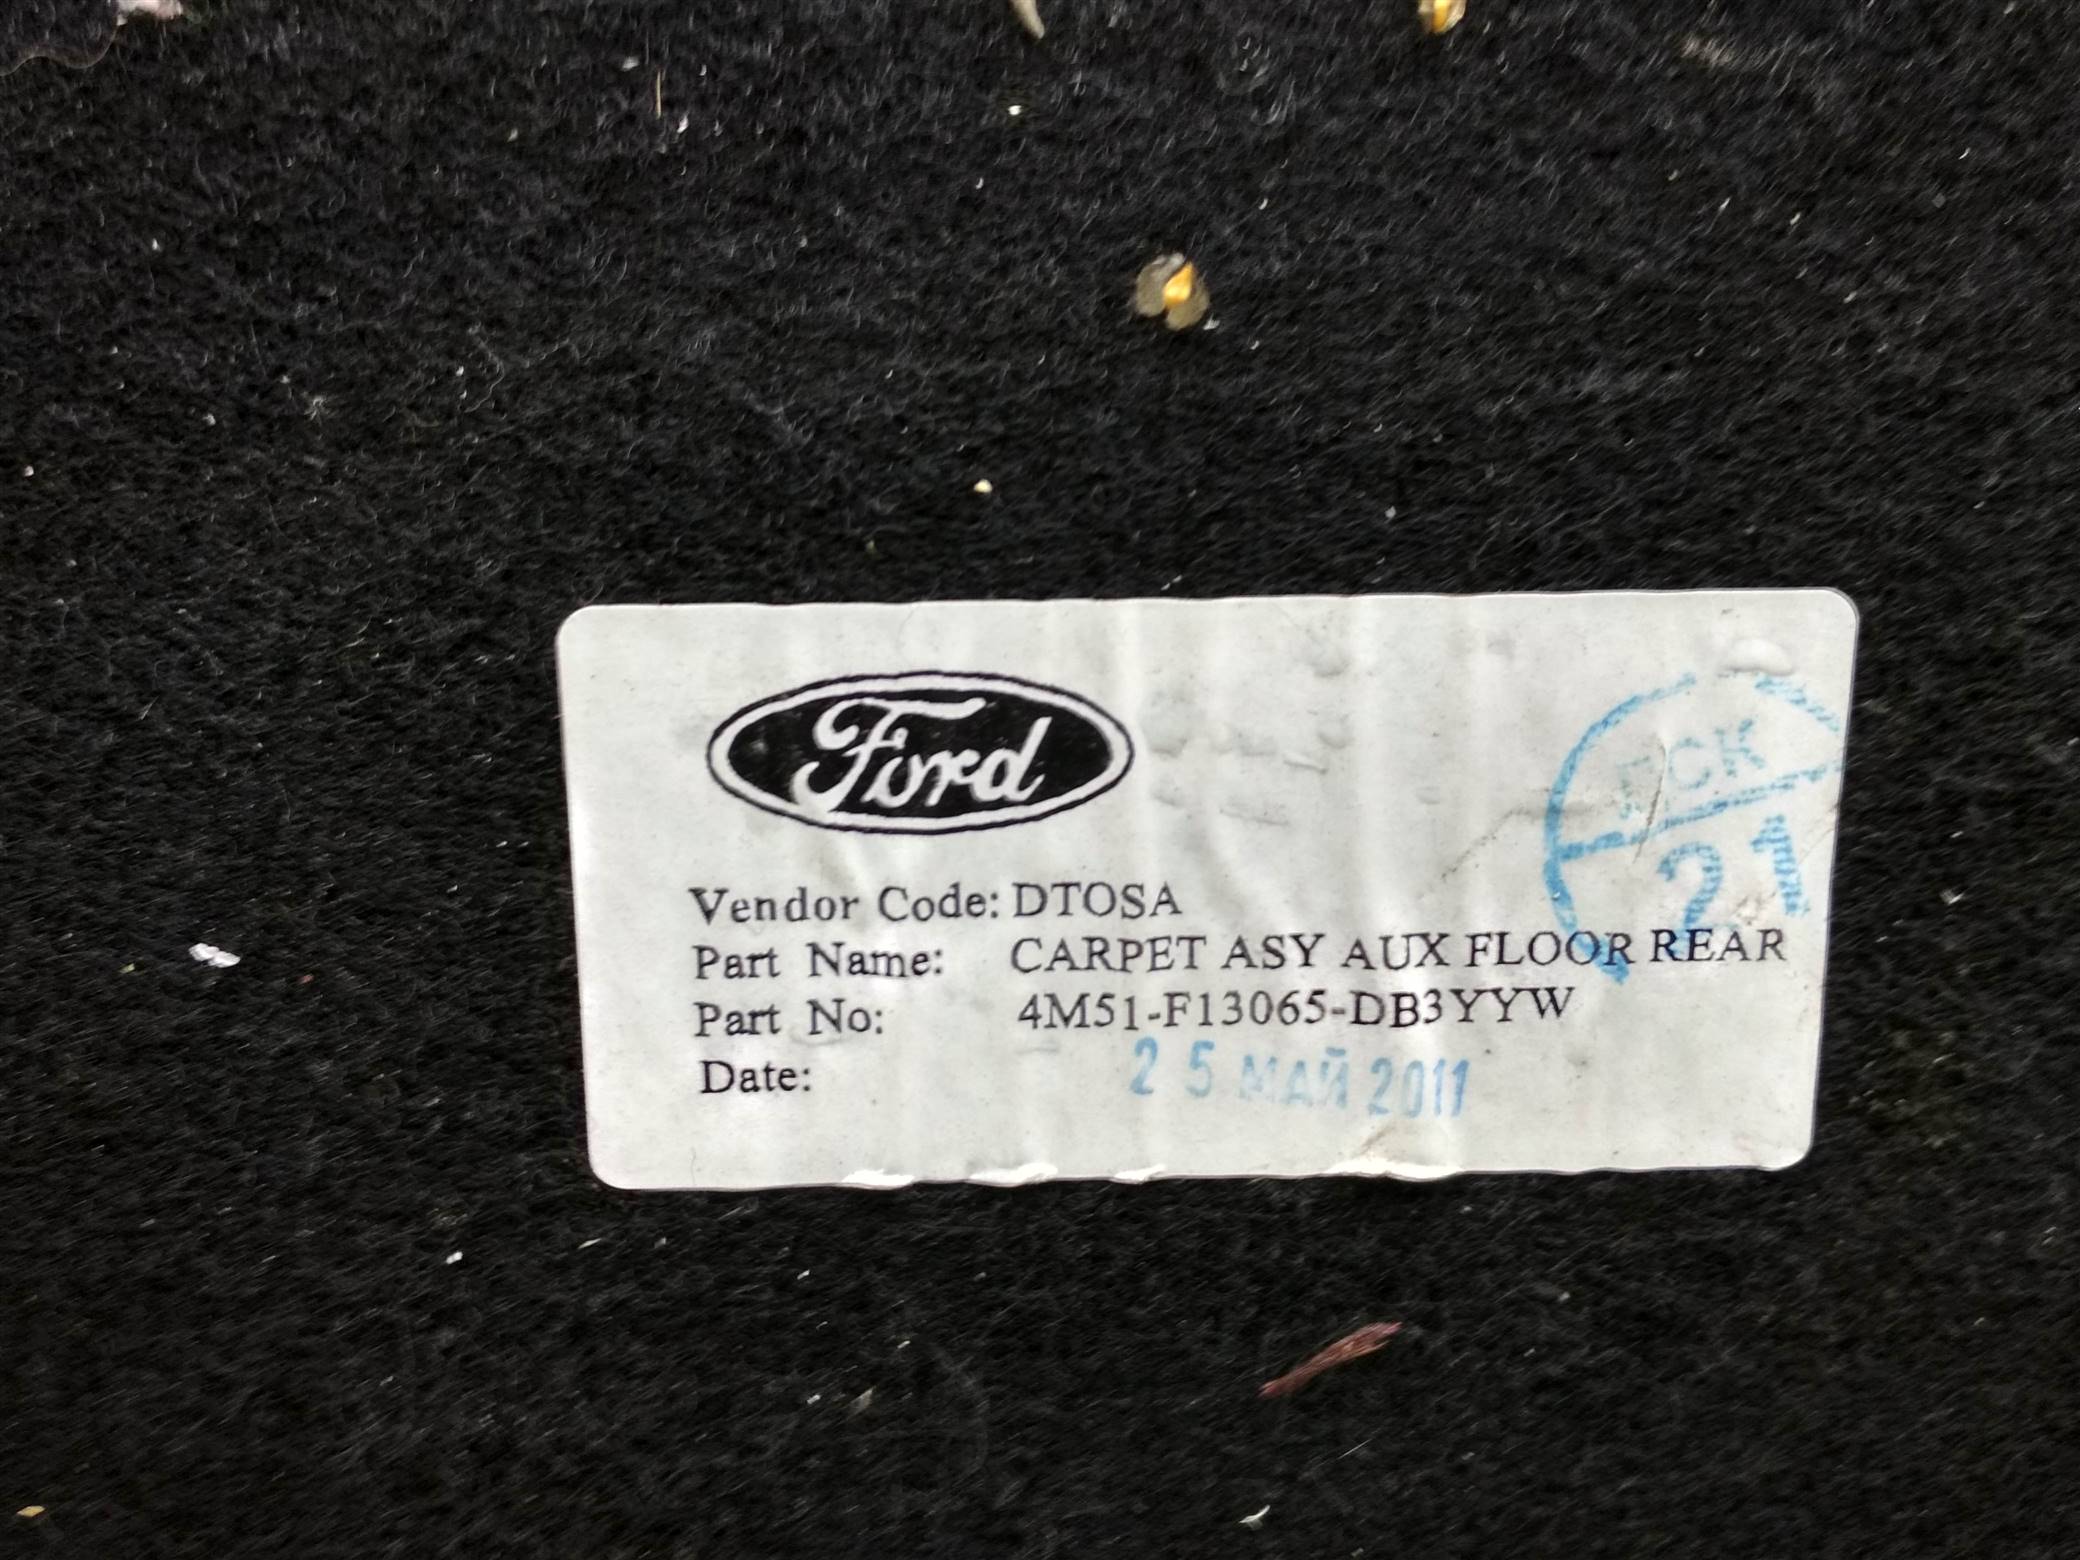 Ford
21
Vendor Code: DTOSA
Part Name: CARPET ASY AUX FLOOR REAR
Part No: 4M51-F13065-DB3YYW
Date: 25 МАЙ 2011